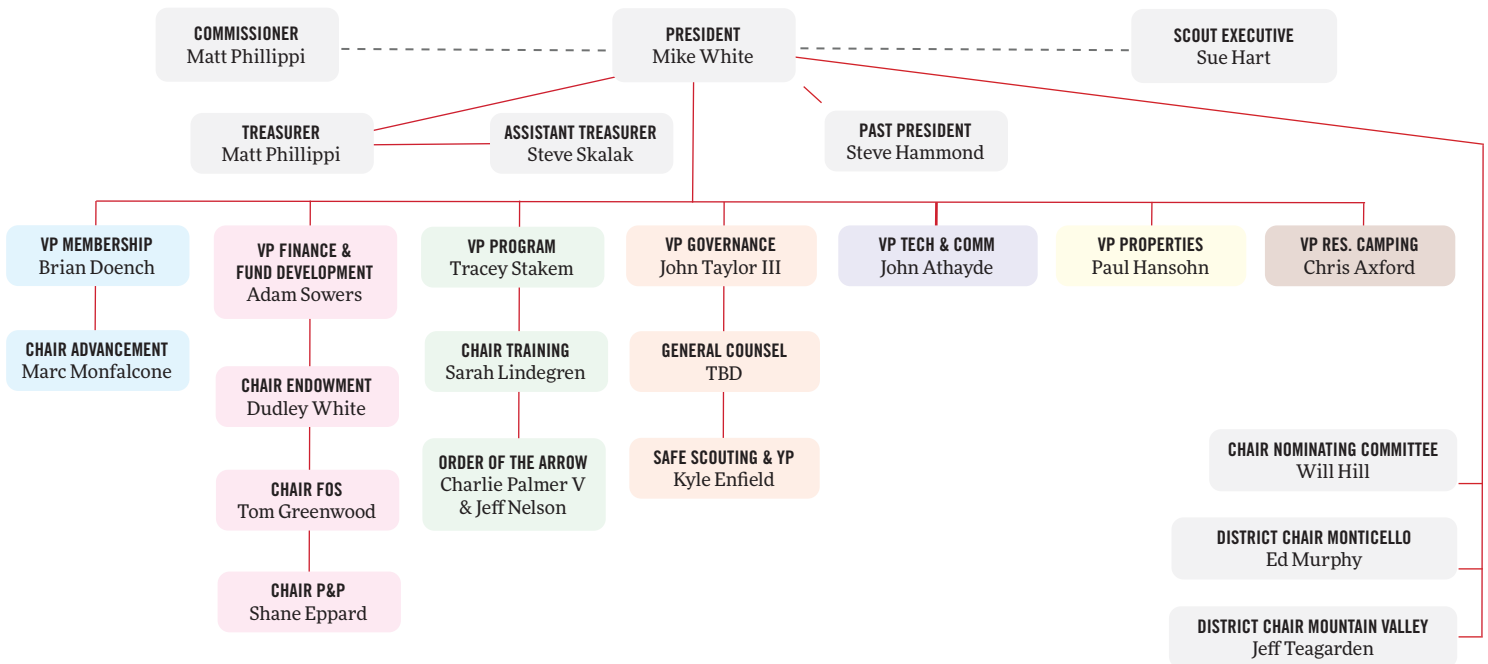 COMMISSIONER
Matt Phillippi
PRESIDENT
Mike White
SCOUT EXECUTIVE
Sue Hart
TREASURER
Matt Phillippi
ASSISTANT TREASURER
Steve Skalak
PAST PRESIDENT
Steve Hammond
VP MEMBERSHIP
Brian Doench
VP FINANCE &
FUND DEVELOPMENT
Adam Sowers
VP PROGRAM
Tracey Stakem
VP GOVERNANCE
John Taylor III
VP TECH & COMM
John Athayde
VP PROPERTIES
Paul Hansohn
VP RES. CAMPING
Chris Axford
CHAIR ADVANCEMENT
Marc Monfalcone
CHAIR ENDOWMENT
Dudley White
CHAIR TRAINING
Sarah Lindegren
GENERAL COUNSEL
TBD
CHAIR FOS
Tom Greenwood
ORDER OF THE ARROW
Charlie Palmer V
& Jeff Nelson
SAFE SCOUTING & YP
Kyle Enfield
CHAIR P&P
Shane Eppard
CHAIR NOMINATING COMMITTEE
Will Hill
DISTRICT CHAIR MONTICELLO
Ed Murphy
DISTRICT CHAIR MOUNTAIN VALLEY
Jeff Teagarden